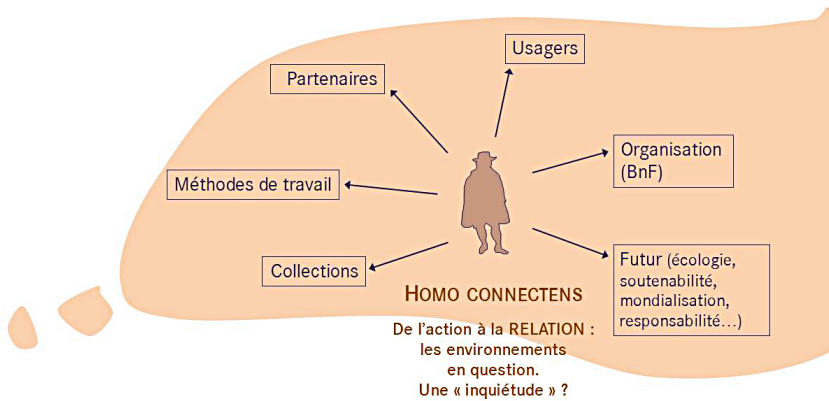 Usagers
Partenaires
Organisation
(BnF)
Méthodes de travail
Collections
Futur (écologie,
soutenabilité,
mondialisation,
responsabilité…)
HOMO CONNECTENS
De l'action à la RELATION :
les environnements
en question.
Une « inquiétude » ?